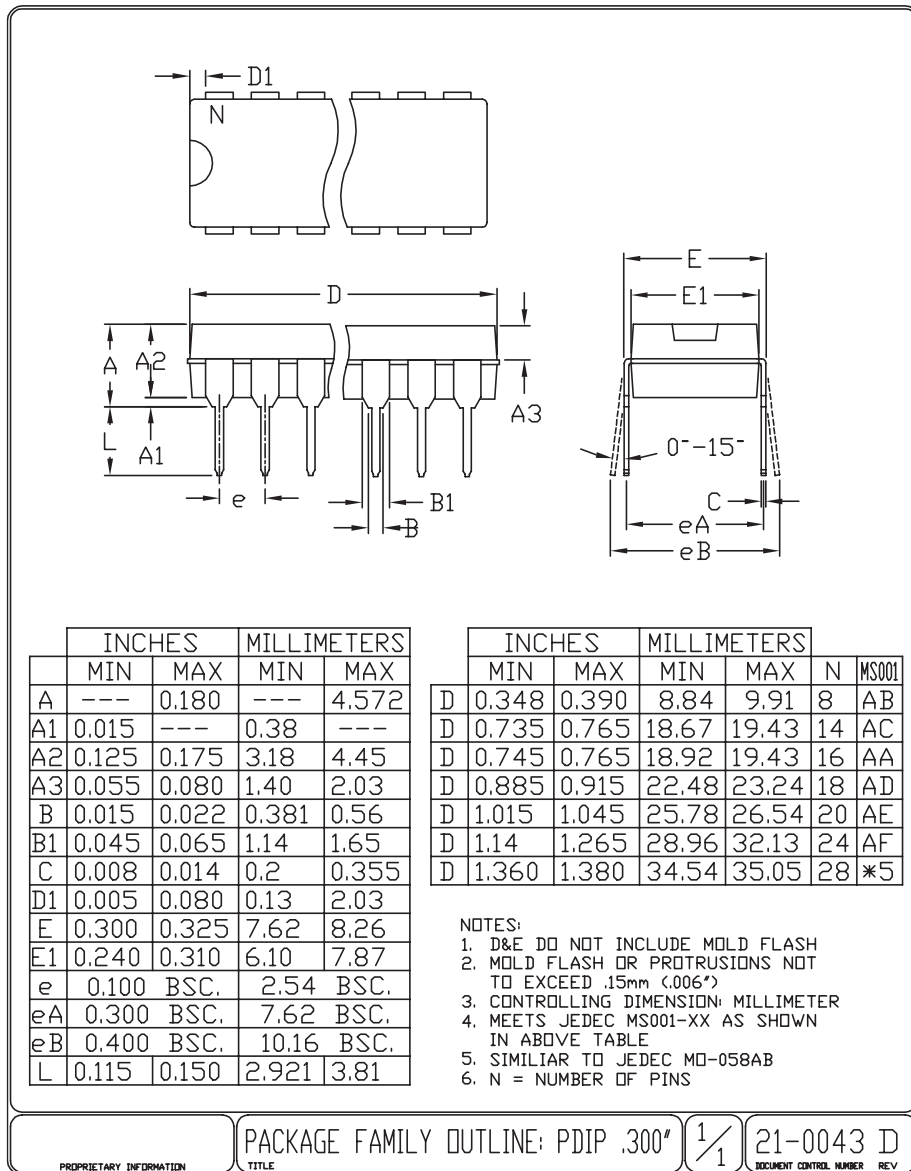 D1
N
E
E1
D
A
A2
A3
L
A1
0°-15°
e
B1
B
C
eA
eB
INCHES MILLIMETERS
MIN MAX MIN MAX
A --- 0.180 --- 4.572
A1 0.015 --- 0.38 ---
A2 0.125 0.175 3.18 4.45
A3 0.055 0.080 1.40 2.03
B 0.015 0.022 0.381 0.56
B1 0.045 0.065 1.14 1.65
C 0.008 0.014 0.2 0.355
D1 0.005 0.080 0.13 2.03
E 0.300 0.325 7.62 8.26
E1 0.240 0.310 6.10 7.87
e 0.100 BSC. 2.54 BSC.
eA 0.300 BSC. 7.62 BSC.
eB 0.400 BSC. 10.16 BSC.
L 0.115 0.150 2.921 3.81
INCHES MILLIMETERS
MIN MAX MIN MAX N MS001
D 0.348 0.390 8.84 9.91 8 AB
D 0.735 0.765 18.67 19.43 14 AC
D 0.745 0.765 18.92 19.43 16 AA
D 0.885 0.915 22.48 23.24 18 AD
D 1.015 1.045 25.78 26.54 20 AE
D 1.14 1.265 28.96 32.13 24 AF
D 1.360 1.380 34.54 35.05 28 *5
NOTES:
1. D&E DO NOT INCLUDE MOLD FLASH
2. MOLD FLASH OR PROTRUSIONS NOT
TO EXCEED .15mm (.006")
3. CONTROLLING DIMENSION: MILLIMETER
4. MEETS JEDEC MS001-XX AS SHOWN
IN ABOVE TABLE
5. SIMILIAR TO JEDEC MO-058AB
6. N = NUMBER OF PINS
PROPRIETARY INFORMATION
PACKAGE FAMILY OUTLINE: PDIP .300"
TITLE
1/1
21-0043 D
DOCUMENT CONTROL NUMBER REV